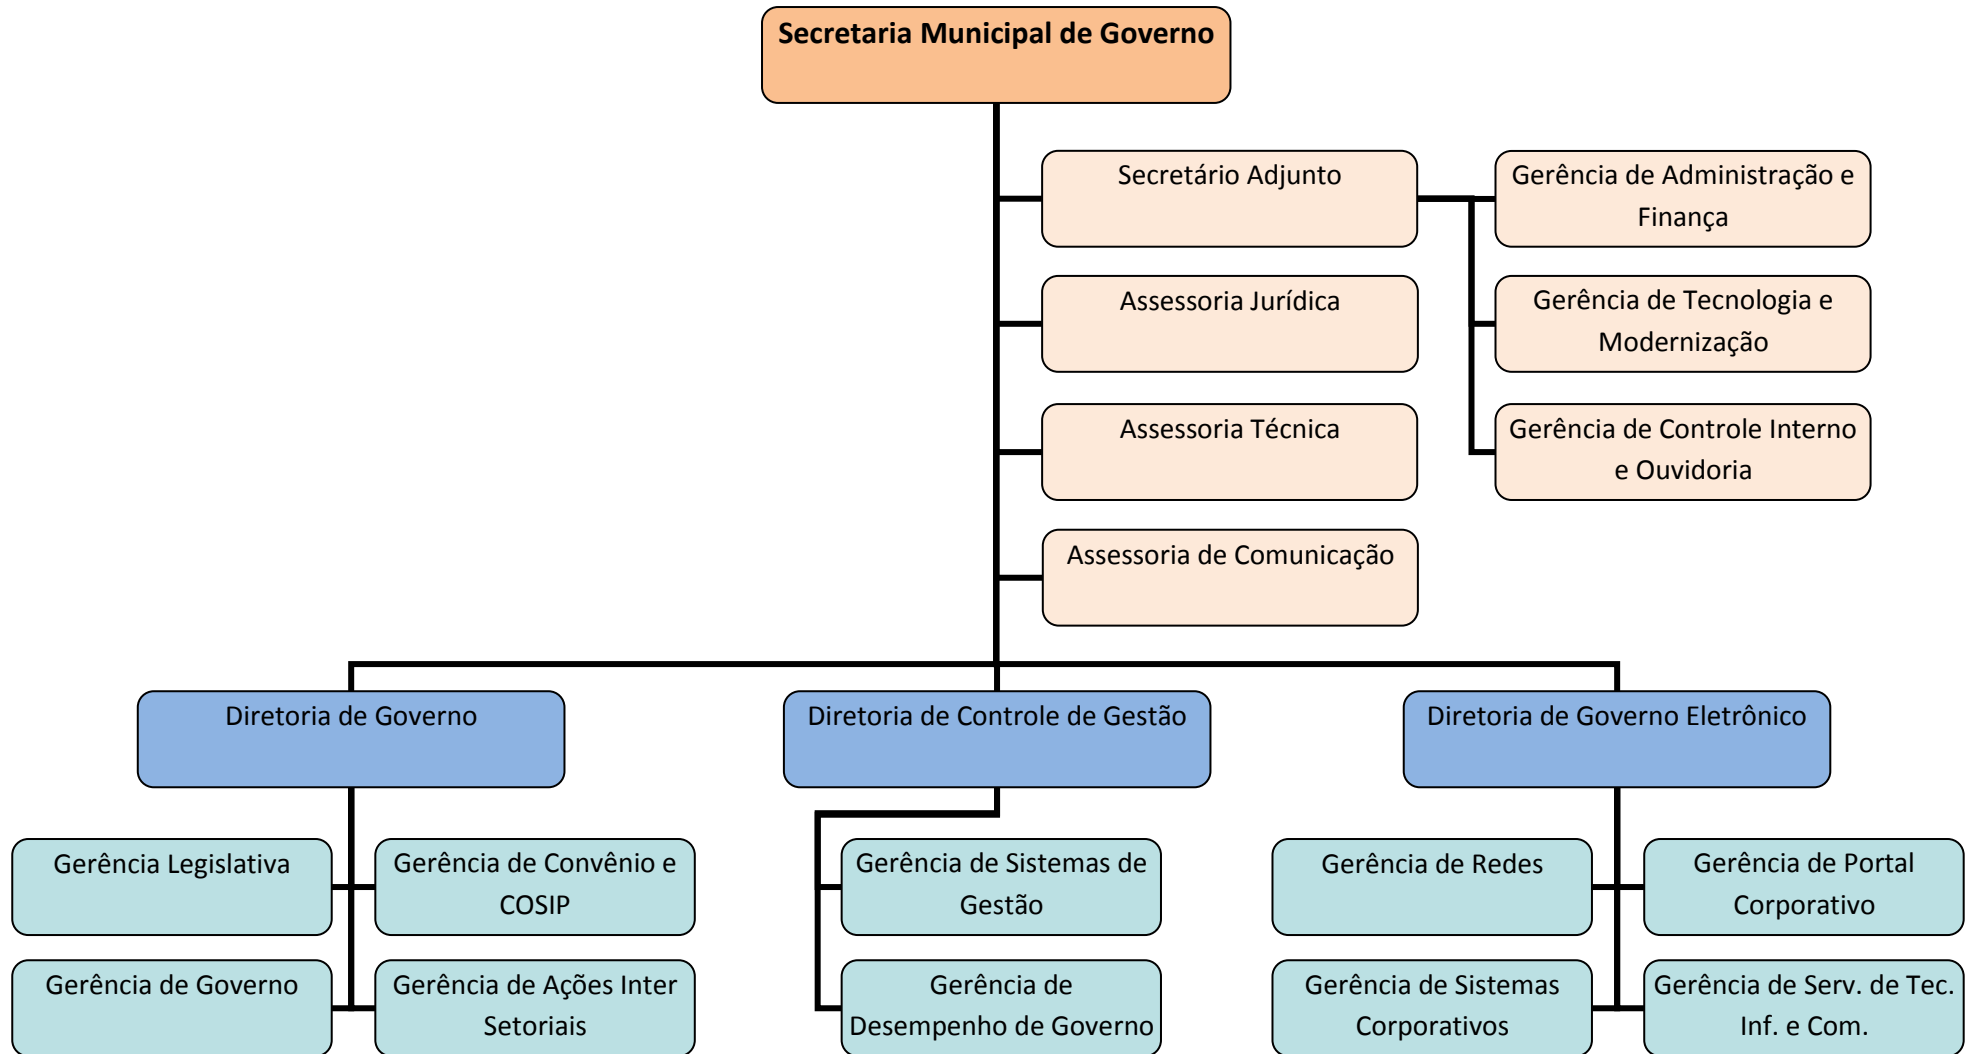 Secretaria Municipal de Governo
Secretário Adjunto
Gerência de Administração e
Finança
Assessoria Jurídica
Gerência de Tecnologia e
Modernização
Assessoria Técnica
Gerência de Controle Interno
e Ouvidoria
Assessoria de Comunicação
Diretoria de Governo
Diretoria de Controle de Gestão
Diretoria de Governo Eletrônico
Gerência Legislativa
Gerência de Convênio e
COSIP
Gerência de Sistemas de
Gestão
Gerência de Redes
Gerência de Portal
Corporativo
Gerência de Governo
Gerência de Ações Inter
Setoriais
Gerência de
Desempenho de Governo
Gerência de Sistemas
Corporativos
Gerência de Serv. de Tec.
Inf. e Com.